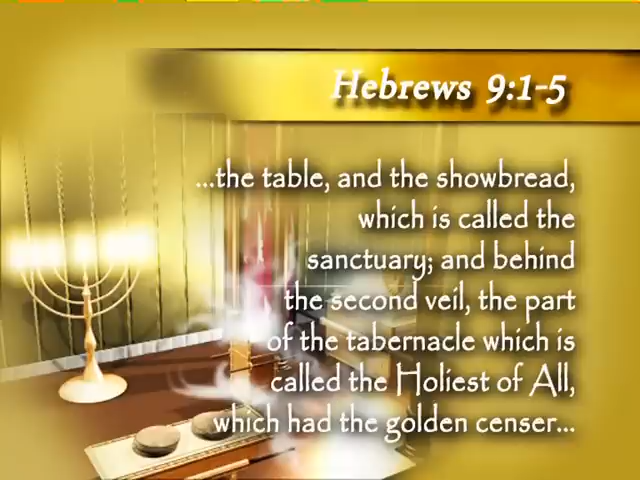 Hebrews 9:1-5
...the table, and the showbread,
which is called the
sanctuary; and behind
the second veil, the part
of the tabernacle which is
called the Holiest of All,
which had the golden censer...